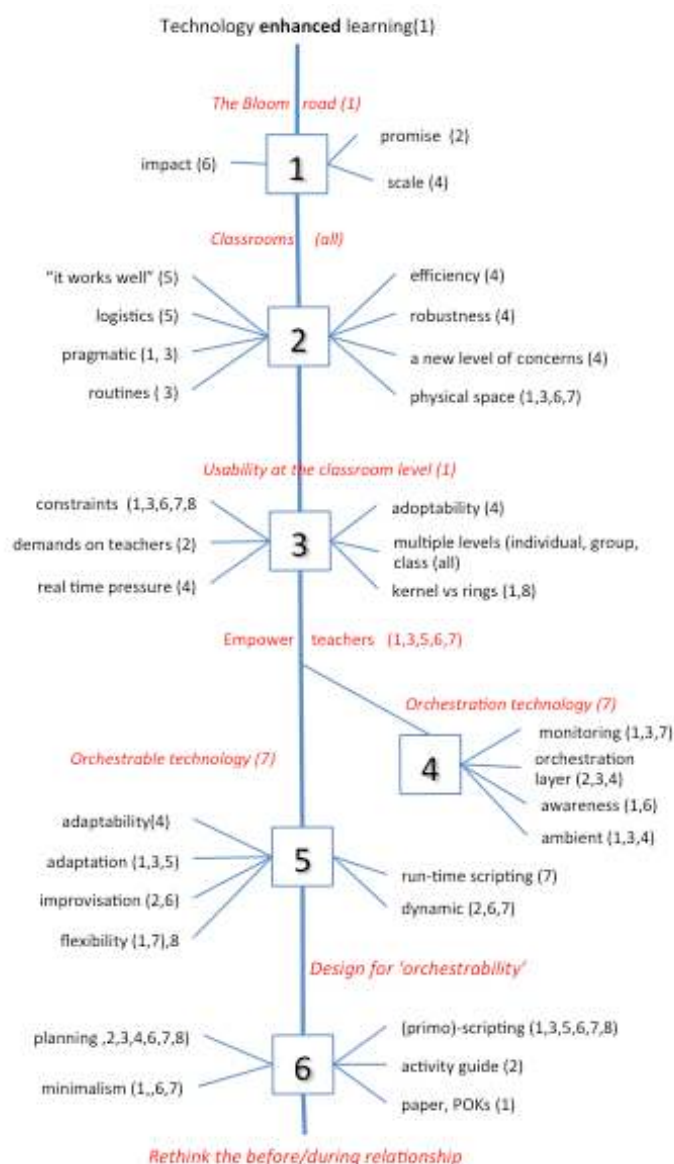 Technology enhanced learning(1)
The Bloom road (1)
promise (2)
impact (6)
1
scale (4)
Classrooms (all)
"it works well" (5)
efficiency (4)
logistics (5)
robustness (4)
2
pragmatic (1, 3)
a new level of concerns (4)
routines ( 3)
physical space (1,3,6,7)
Usability at the classroom level (1)
constraints (1,3,6,7,8
adoptability (4)
demands on teachers (2)
3
multiple levels (individual, group,
class (all)
real time pressure (4)
kernel vs rings (1,8)
Empower teachers (1,3,5,6,7)
Orchestration technology (7)
monitoring (1,3,7)
Orchestrable technology (7)
4
orchestration
layer (2,3,4)
awareness (1,6)
ambient (1,3,4)
adaptability(4)
adaptation (1,3,5)
5
run-time scripting (7)
improvisation (2,6)
dynamic (2,6,7)
flexibility (1,7),8
Design for 'orchestrability'
planning ,2,3,4,6,7,8)
(primo)-scripting (1,3,5,6,7,8)
6
activity guide (2)
minimalism (1,,6,7)
paper, POKs (1)
Rethink the before/during relationship